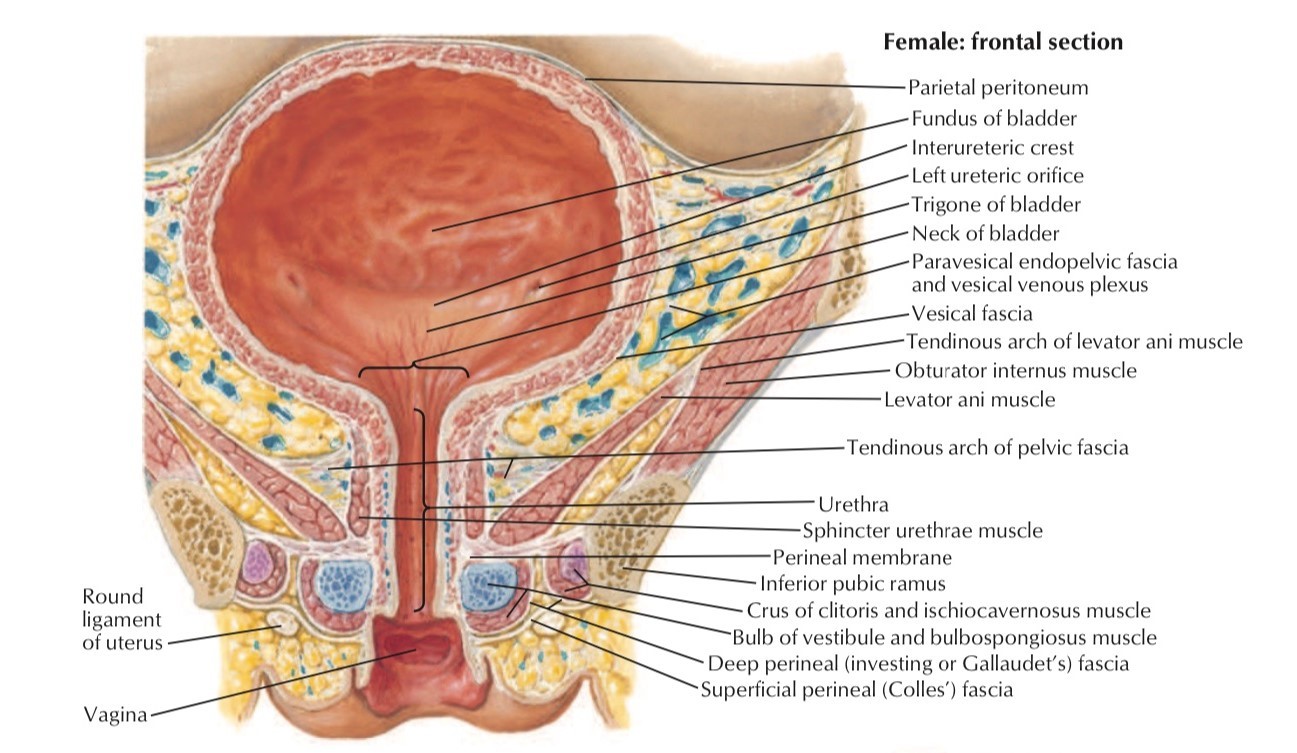 Female: frontal section
Parietal peritoneum
Fundus of bladder
Interureteric crest
Left ureteric orifice
Trigone of bladder
Neck of bladder
Paravesical endopelvic fascia
and vesical venous plexus
Vesical fascia
Tendinous arch of levator ani muscle
Obturator internus muscle
Levator ani muscle
Tendinous arch of pelvic fascia
Urethra
Sphincter urethrae muscle
Perineal membrane
Inferior pubic ramus
Crus of clitoris and ischiocavernosus muscle
Bulb of vestibule and bulbospongiosus muscle
Deep perineal (investing or Gallaudet's) fascia
Superficial perineal (Colles') fascia
Round
ligament
of uterus
Vagina